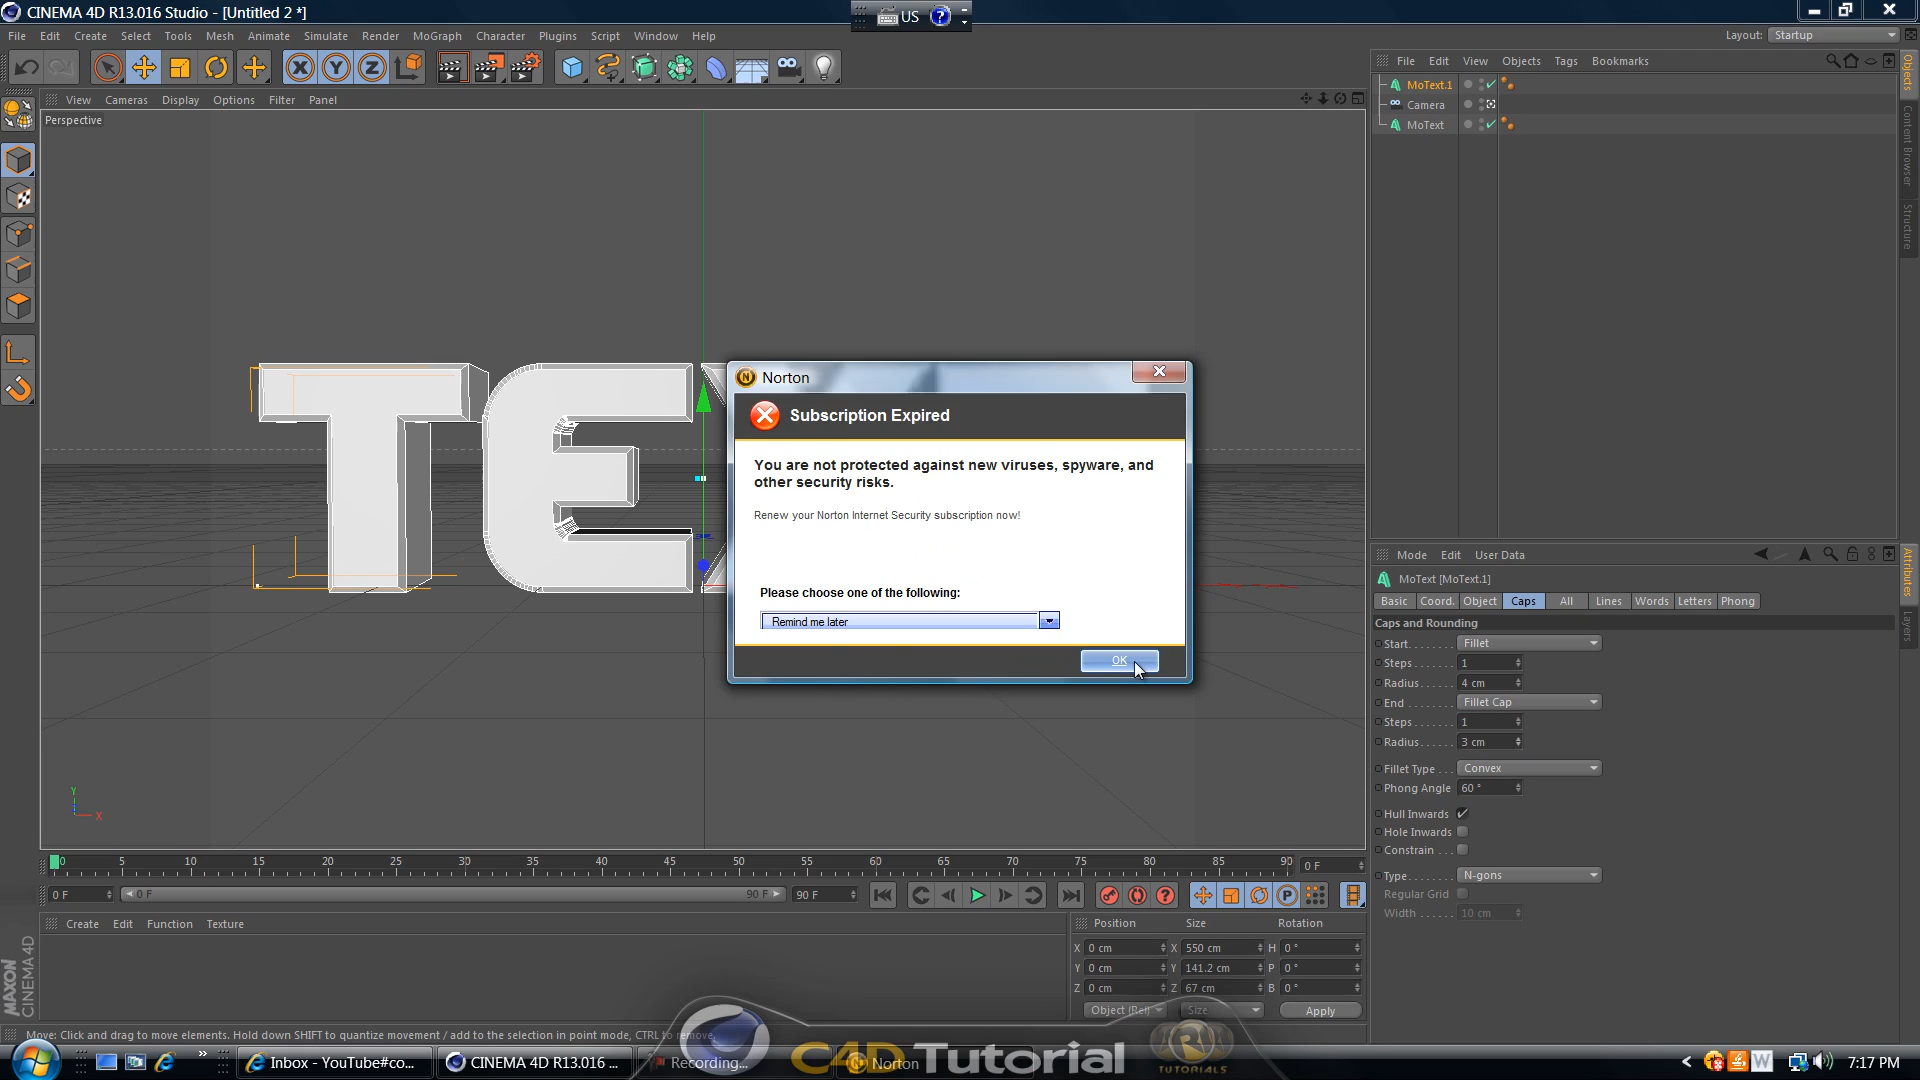 CINEMA 4D R13.016 Studio - [Untitled 2 *]
US
File Edit Create Select Tools Mesh Animate Simulate Render MoGraph Character Plugins Script Window Help
Layout: Startup
View Cameras Display Options Filter Panel
Perspective
File Edit View Objects Tags Bookmarks
MoText.1
Camera
MoText
Objects
Content Browser
Structure
TE
Norton
Subscription Expired
You are not protected against new viruses, spyware, and
other security risks.
Renew your Norton Internet Security subscription now!
Please choose one of the following:
Remind me later
OK
Mode Edit User Data
MoText [MoText.1]
Basic Coord. Object Caps All Lines Words Letters Phong
Caps and Rounding
Start. . . . . . . Fillet
Steps. . . . . . . 1
Radius. . . . . . 4 cm
End . . . . . . . . Fillet Cap
Steps. . . . . . . 1
Radius. . . . . . 3 cm
Fillet Type . . . Convex
Phong Angle 60 °
Hull Inwards
Hole Inwards
Constrain . . .
Type. . . . . . . . N-gons
Regular Grid
Width . . . . . . 10 cm
Attributes
Layers
Y
X
0 5 10 15 20 25 30 35 40 45 50 55 60 65 70 75 80 85 90 0 F
0 F 0 F 90 F 90 F
Create Edit Function Texture
Position Size Rotation
X 0 cm X 550 cm H 0 °
Y 0 cm Y 141.2 cm P 0 °
Z 0 cm Z 67 cm B 0 °
Object (Rel) Size Apply
MAXON
CINEMA 4D
Move: Click and drag to move elements. Hold down SHIFT to quantize movement / add to the selection in point mode, CTRL to remove.
Inbox - YouTube#co... CINEMA 4D R13.016 ... Recording... Norton
C4D Tutorial
R
TUTORIALS
7:17 PM